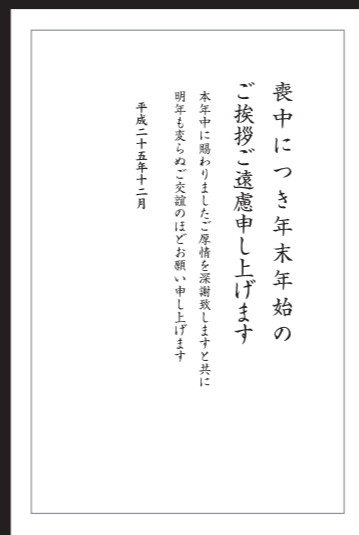 喪中につき年末年始の
ご挨拶ご遠慮申し上げます
本年中に賜わりましたご厚情を深謝致しますと共に
明年も変らぬご交誼のほどお願い申し上げます
平成二十五年十二月